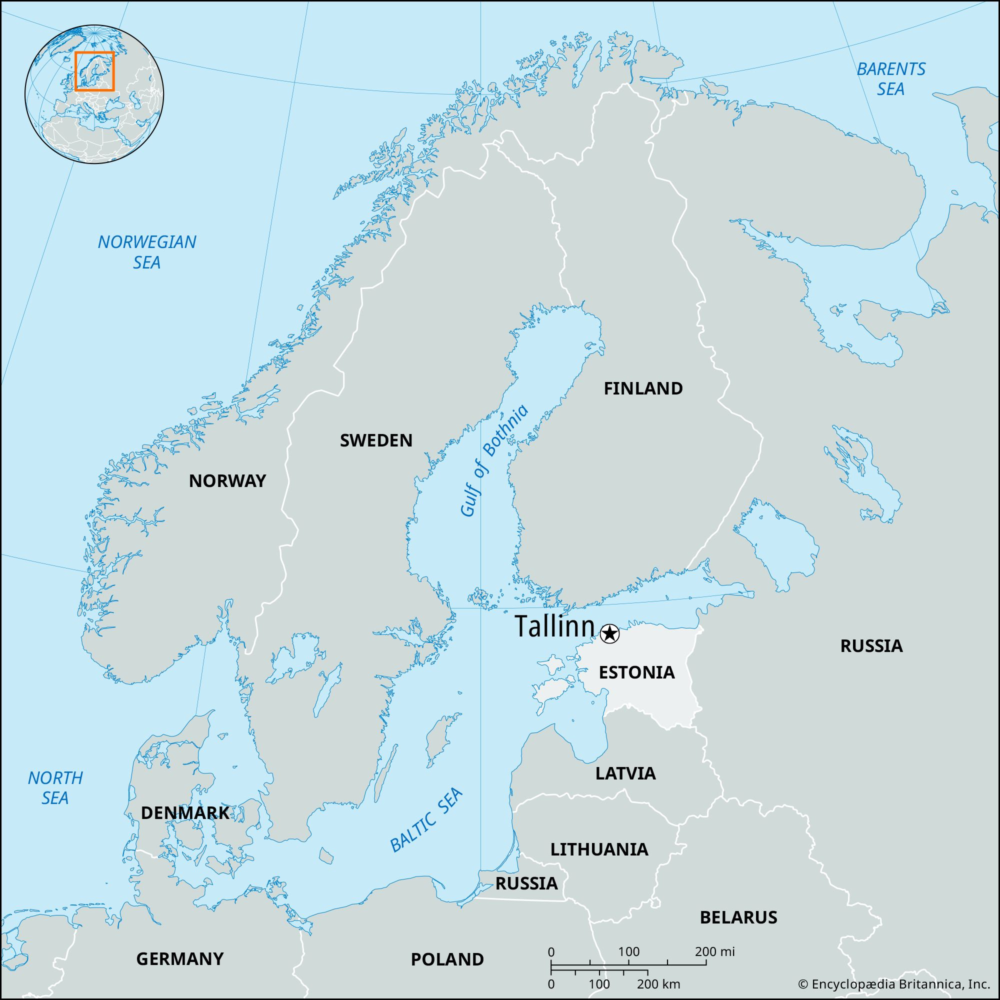 BARENTS
SEA
NORWEGIAN
SEA
FINLAND
Gulf of Bothnia
SWEDEN
NORWAY
Tallinn
RUSSIA
ESTONIA
LATVIA
NORTH
SEA
DENMARK
BALTIC SEA
LITHUANIA
RUSSIA
BELARUS
GERMANY
POLAND
0 100 200 mi
0 100 200 km
© Encyclopædia Britannica, Inc.